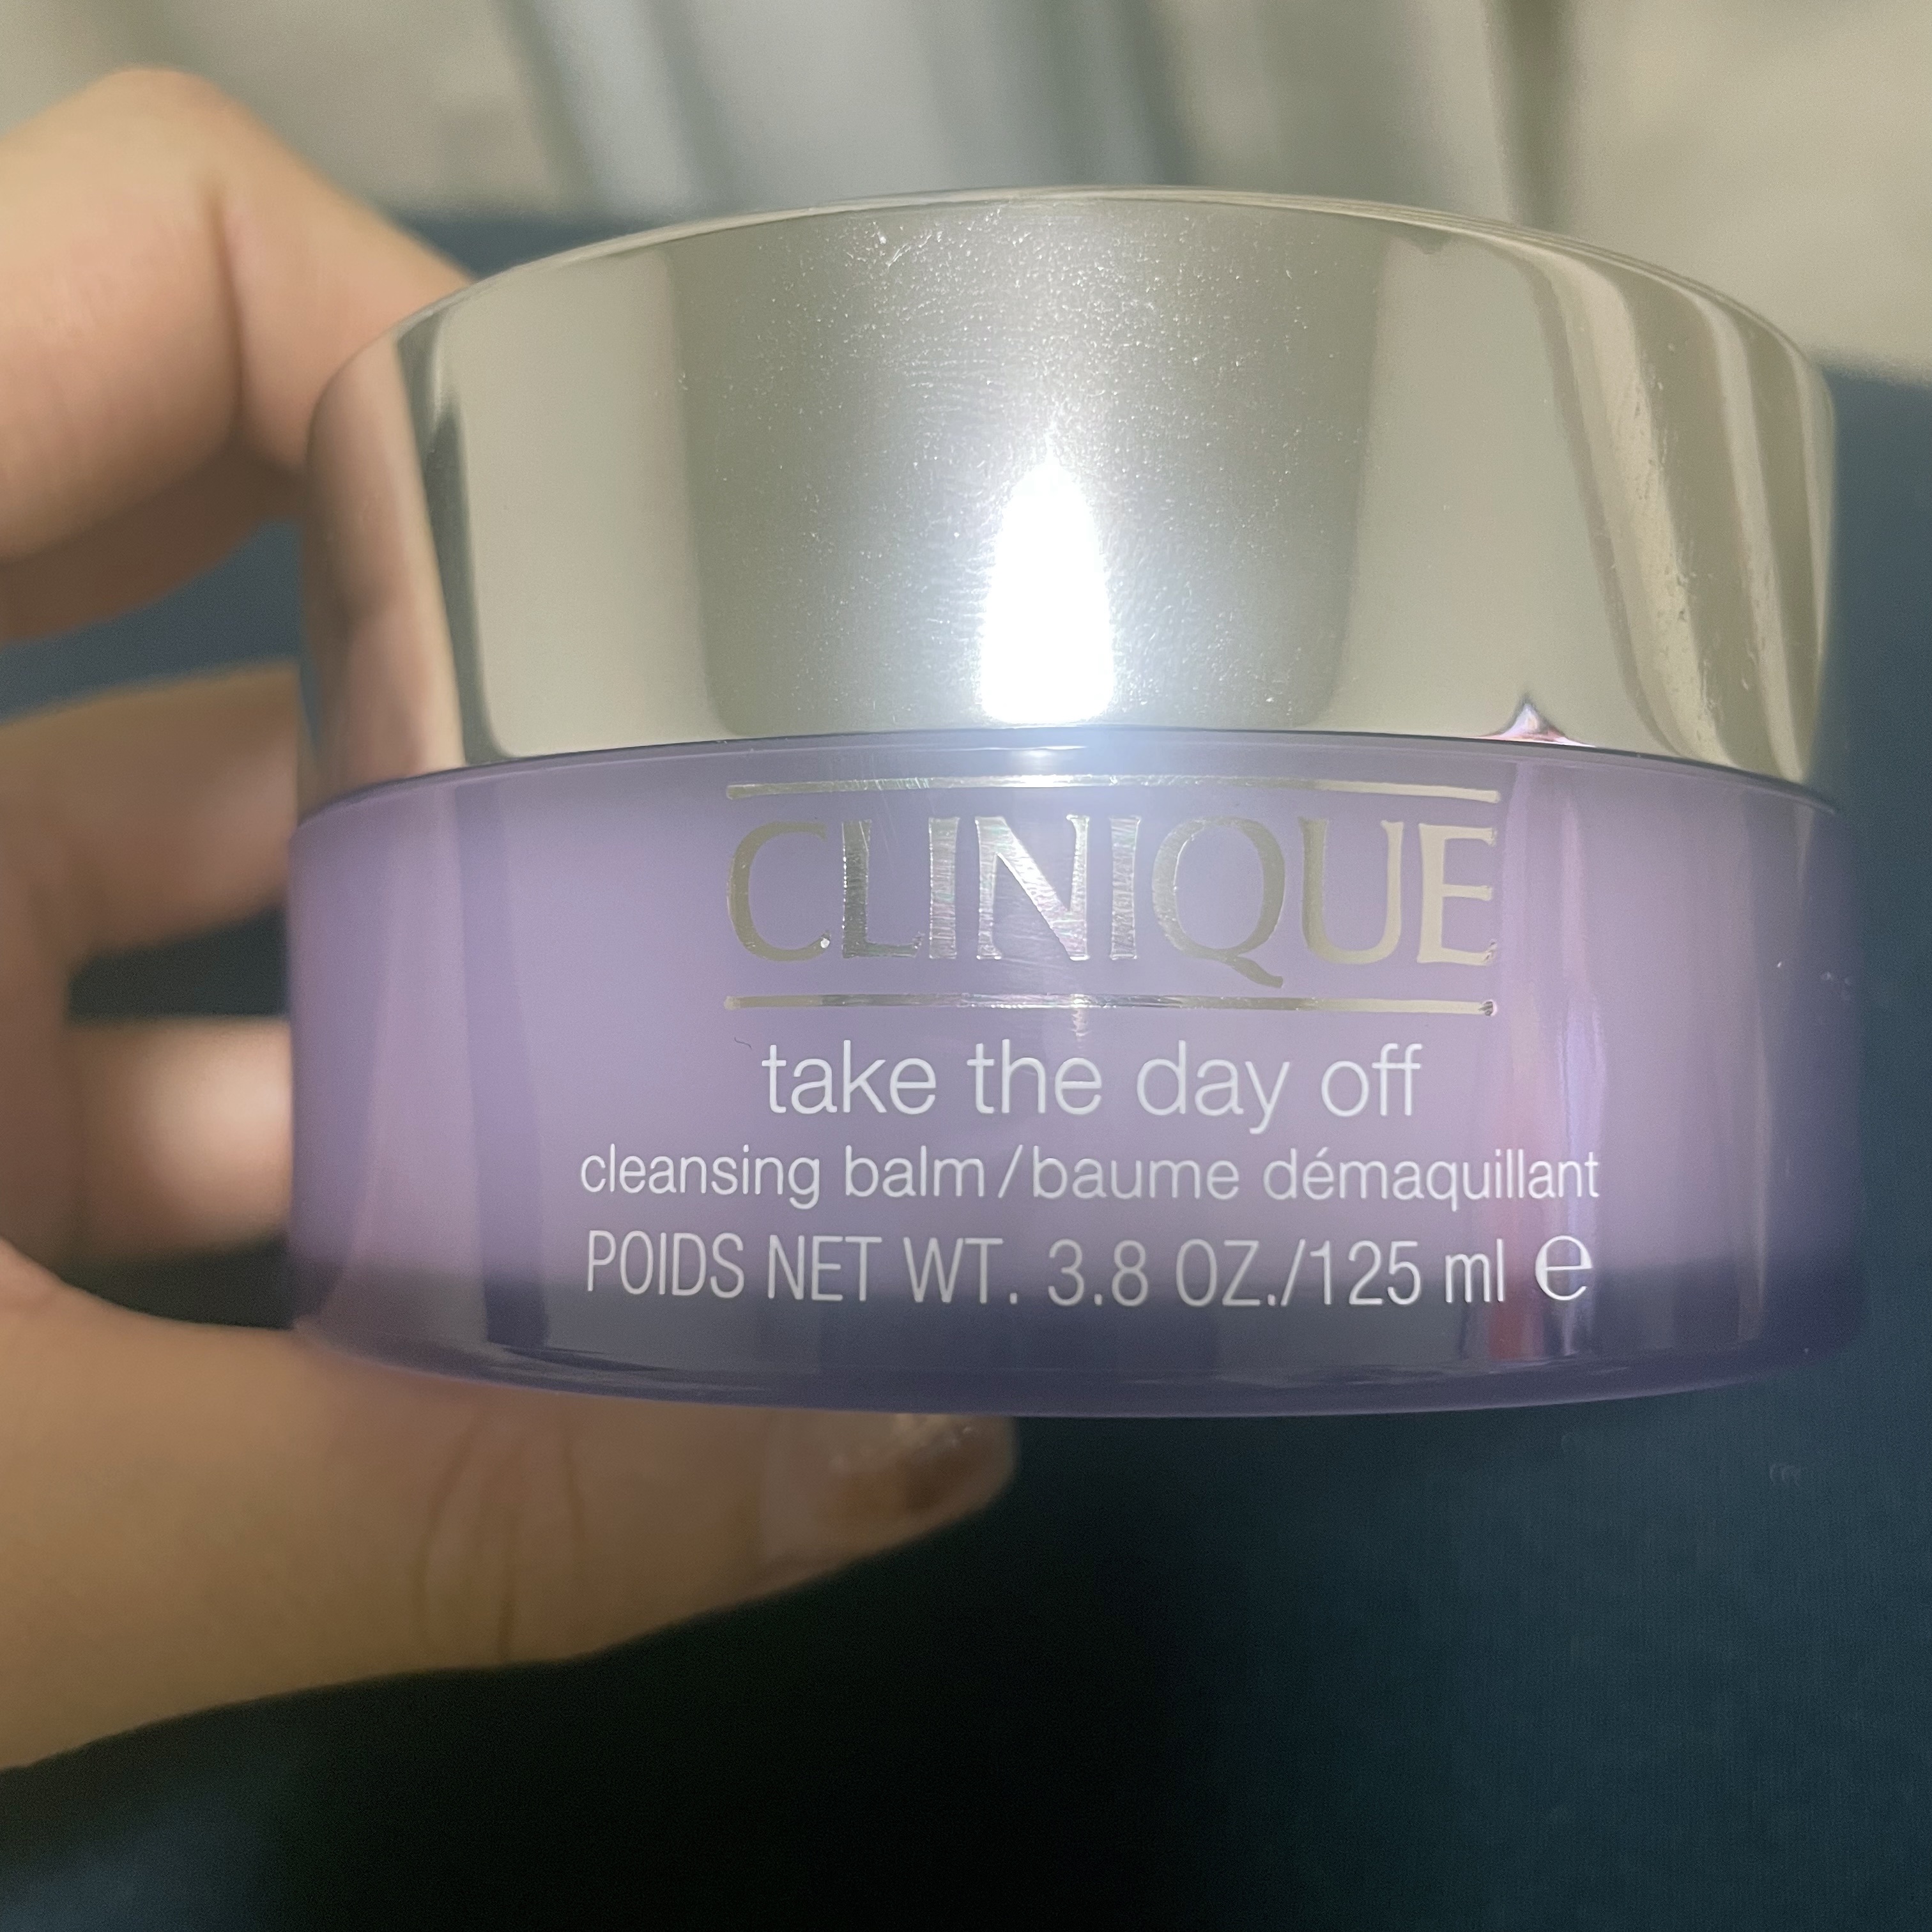 CLINIQUE
take the day off
cleansing balm/baume démaquillant
POIDS NET WT. 3.8 OZ./125 ml ℮